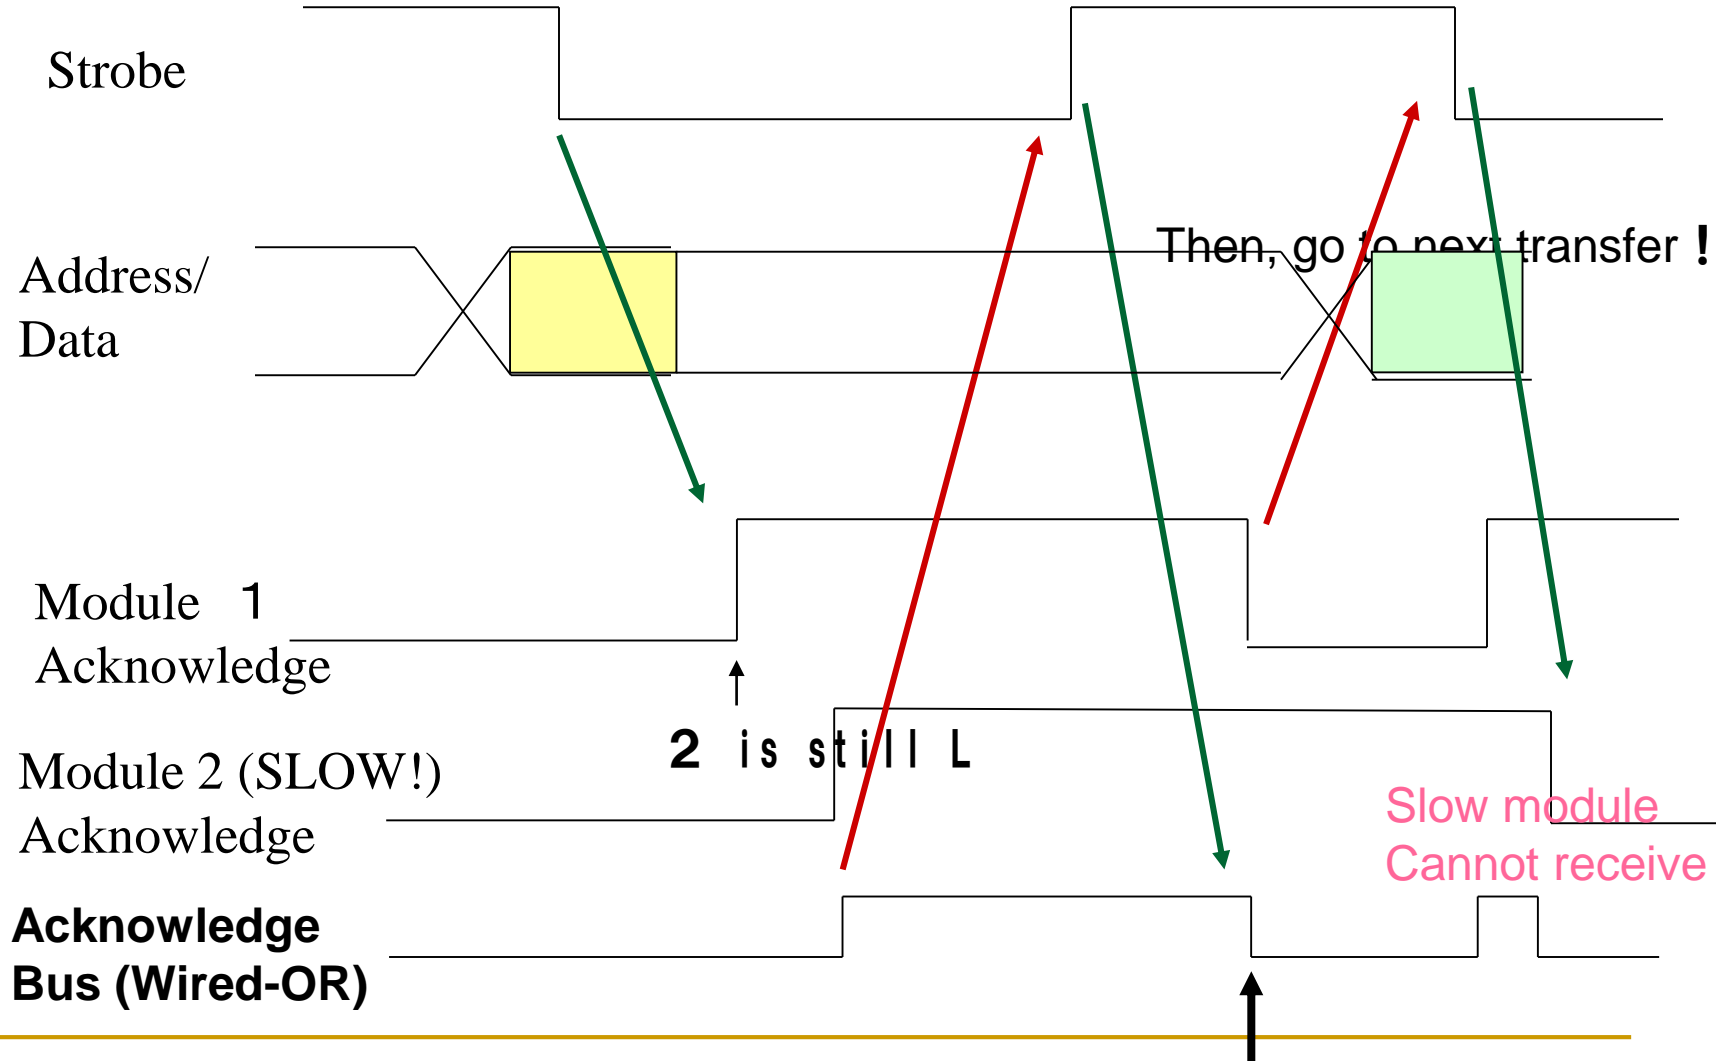 Strobe
Then, go to next transfer！
Address/
Data
Module １
Acknowledge
２ is still L
Module 2 (SLOW!)
Acknowledge
Slow module
Cannot receive
Acknowledge
Bus (Wired-OR)